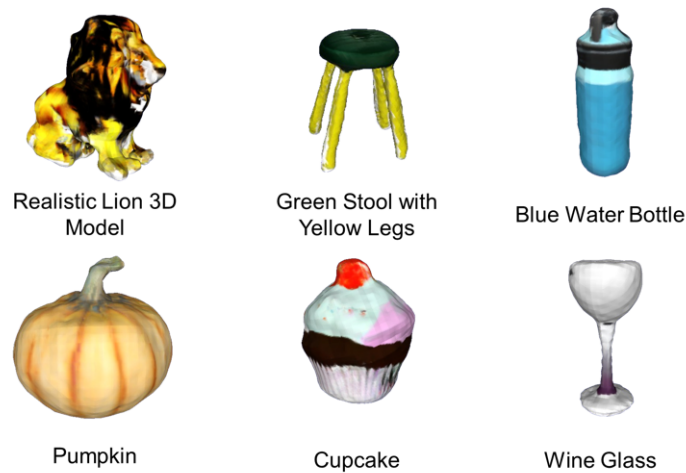 Realistic Lion 3D
Model
Green Stool with
Yellow Legs
Blue Water Bottle
Pumpkin
Cupcake
Wine Glass